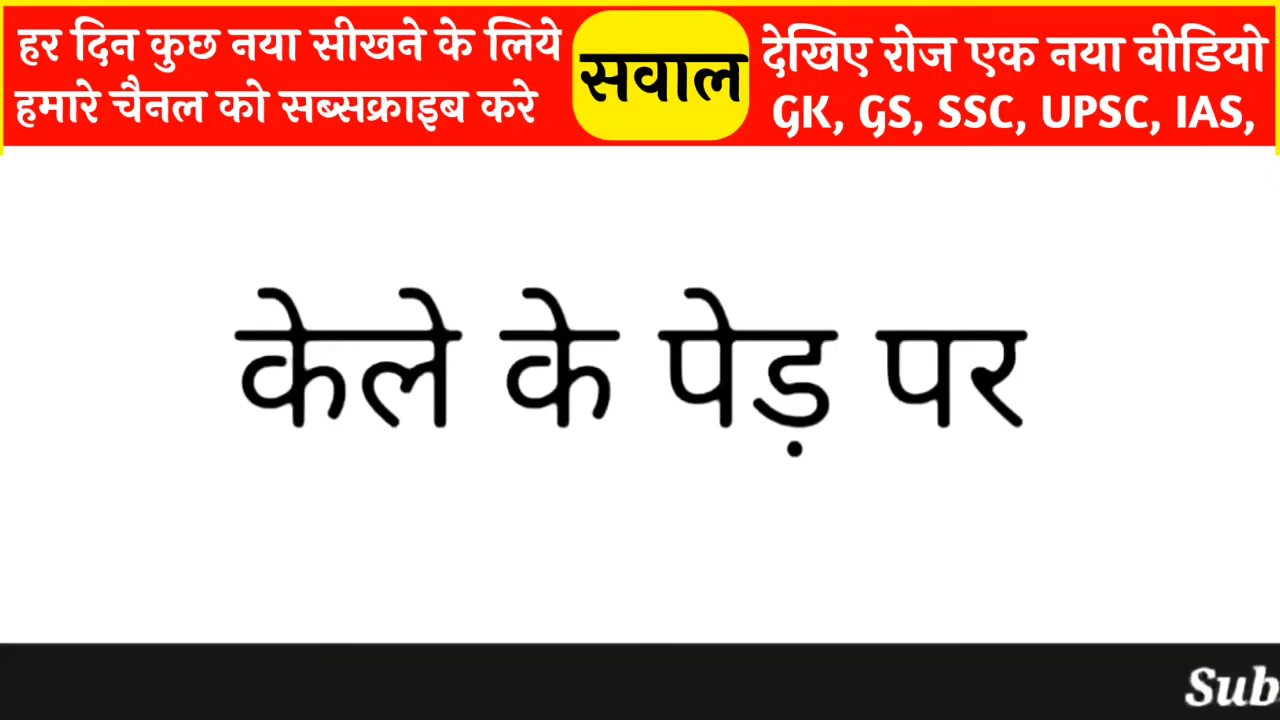 हर दिन कुछ नया सीखने के लिये
हमारे चैनल को सब्सक्राइब करे
सवाल
देखिए रोज एक नया वीडियो
GK, GS, SSC, UPSC, IAS,
केले के पेड़ पर
Sub